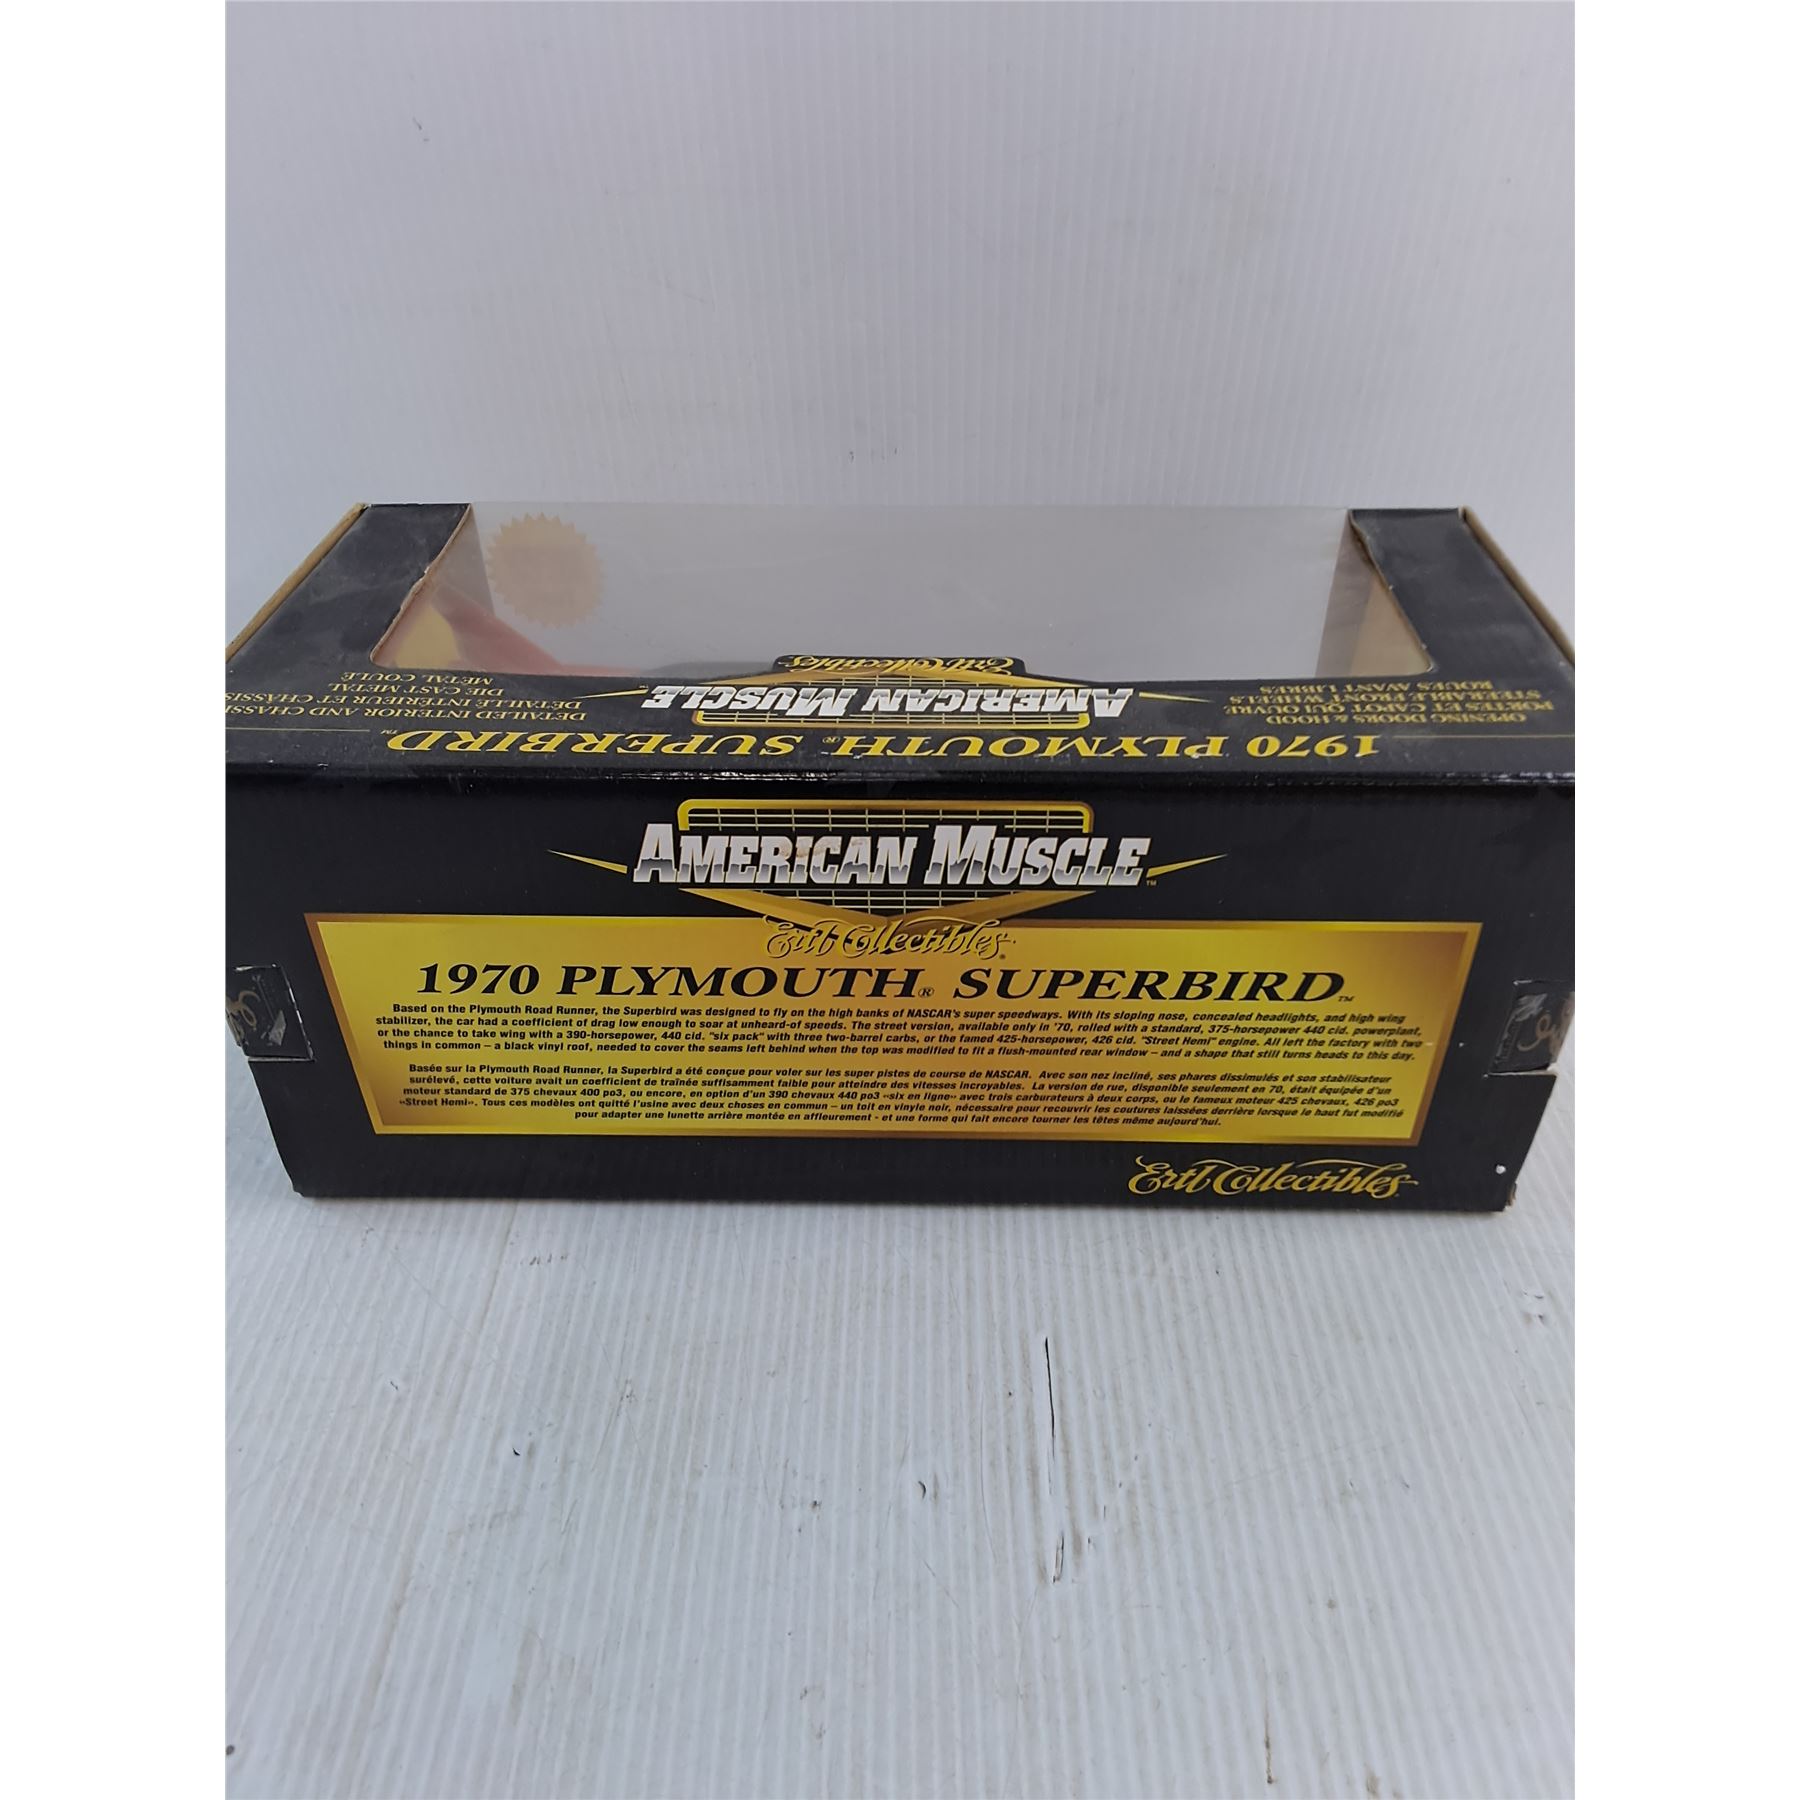 Ertl Collectibles
AMERICAN MUSCLE
DETAILED INTERIOR AND CHASSIS
DETAILLE INTERIEUR ET CHASSIS
DIE CAST METAL
METAL COULÉ
OPENING DOORS & HOOD
PORTES ET CAPOT QUI OUVRE
STEERABLE FRONT WHEELS
ROUES AVANT LIBRES
1970 PLYMOUTH® SUPERBIRD™
AMERICAN MUSCLE™
Ertl Collectibles®
1970 PLYMOUTH® SUPERBIRD™
Based on the Plymouth Road Runner, the Superbird was designed to fly on the high banks of NASCAR's super speedways. With its sloping nose, concealed headlights, and high wing
stabilizer, the car had a coefficient of drag low enough to soar at unheard-of speeds. The street version, available only in '70, rolled with a standard, 375-horsepower 440 cid. powerplant,
or the chance to take wing with a 390-horsepower, 440 cid. "six pack" with three two-barrel carbs, or the famed 425-horsepower, 426 cid. "Street Hemi" engine. All left the factory with two
things in common – a black vinyl roof, needed to cover the seams left behind when the top was modified to fit a flush-mounted rear window – and a shape that still turns heads to this day.
Basée sur la Plymouth Road Runner, la Superbird a été conçue pour voler sur les super pistes de course de NASCAR. Avec son nez incliné, ses phares dissimulés et son stabilisateur
surélevé, cette voiture avait un coefficient de traînée suffisamment faible pour atteindre des vitesses incroyables. La version de rue, disponible seulement en 70, était équipée d'un
moteur standard de 375 chevaux 400 po3, ou encore, en option d'un 390 chevaux 440 po3 «six en ligne» avec trois carburateurs à deux corps, ou le fameux moteur 425 chevaux, 426 po3
«Street Hemi». Tous ces modèles ont quitté l'usine avec deux choses en commun – un toit en vinyle noir, nécessaire pour recouvrir les coutures laissées derrière lorsque le haut fut modifié
pour adapter une lunette arrière montée en affleurement - et une forme qui fait encore tourner les têtes même aujourd'hui.
Ertl Collectibles